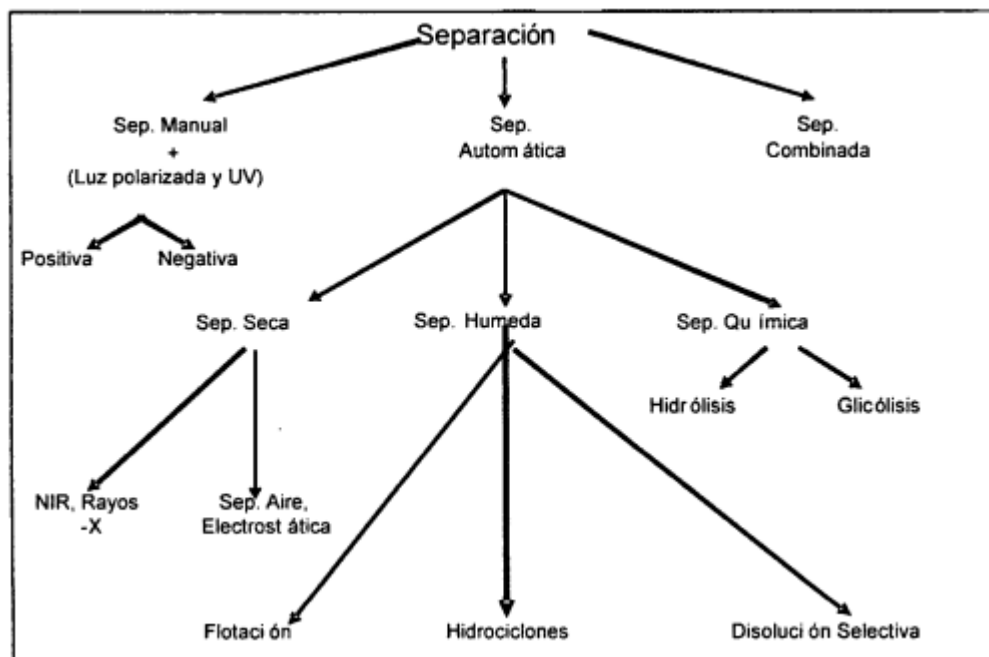 Separación
Sep. Manual
+
(Luz polarizada y UV)
Sep.
Autom ática
Sep.
Combinada
Positiva
Negativa
Sep. Seca
Sep. Humeda
Sep. Qu ímica
Hidr ólisis
Glicólisis
NIR, Rayos
-X
Sep. Aire,
Electrost ática
Flotaci ón
Hidrociclones
Disoluci ón Selectiva